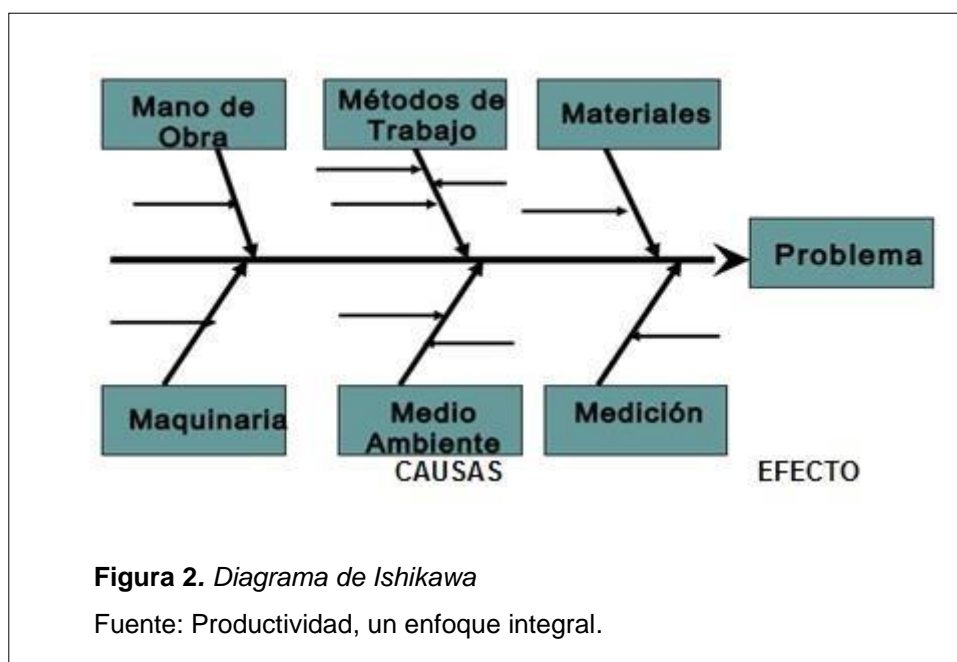 Mano de
Obra
Métodos de
Trabajo
Materiales
Problema
Maquinaria
Medio
Ambiente
Medición
CAUSAS
EFECTO
Figura 2. Diagrama de Ishikawa
Fuente: Productividad, un enfoque integral.